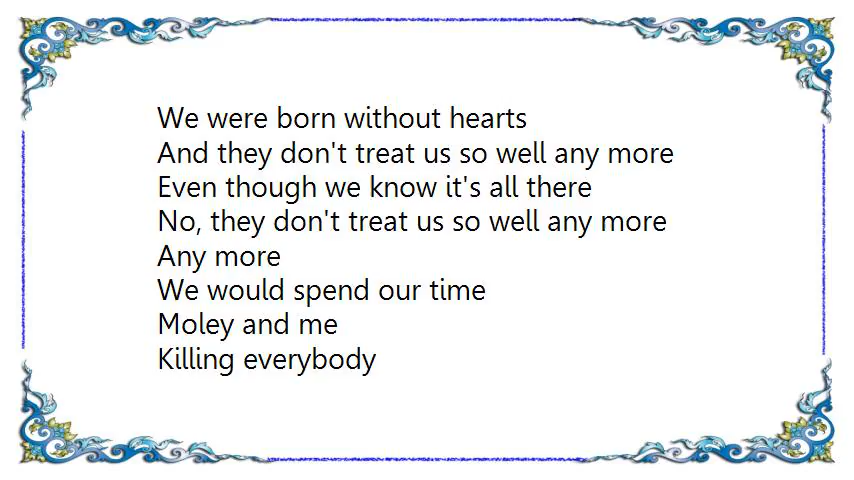 We were born without hearts
And they don't treat us so well any more
Even though we know it's all there
No, they don't treat us so well any more
Any more
We would spend our time
Moley and me
Killing everybody